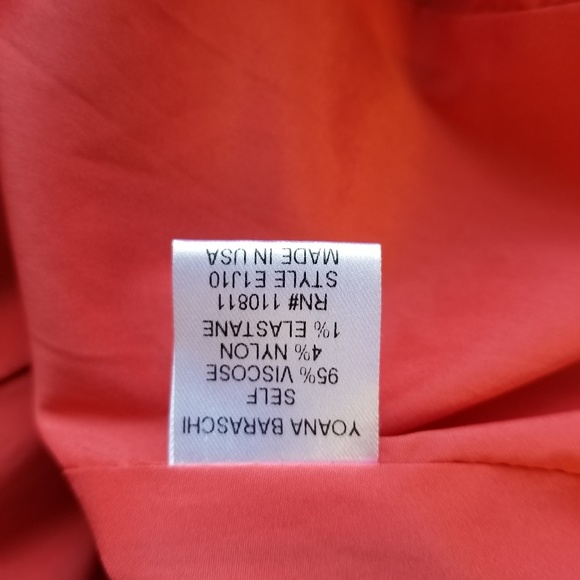 YOANA BARASCHI
SELF
95% VISCOSE
4% NYLON
1% ELASTANE
RN# 110811
STYLE E1J10
MADE IN USA